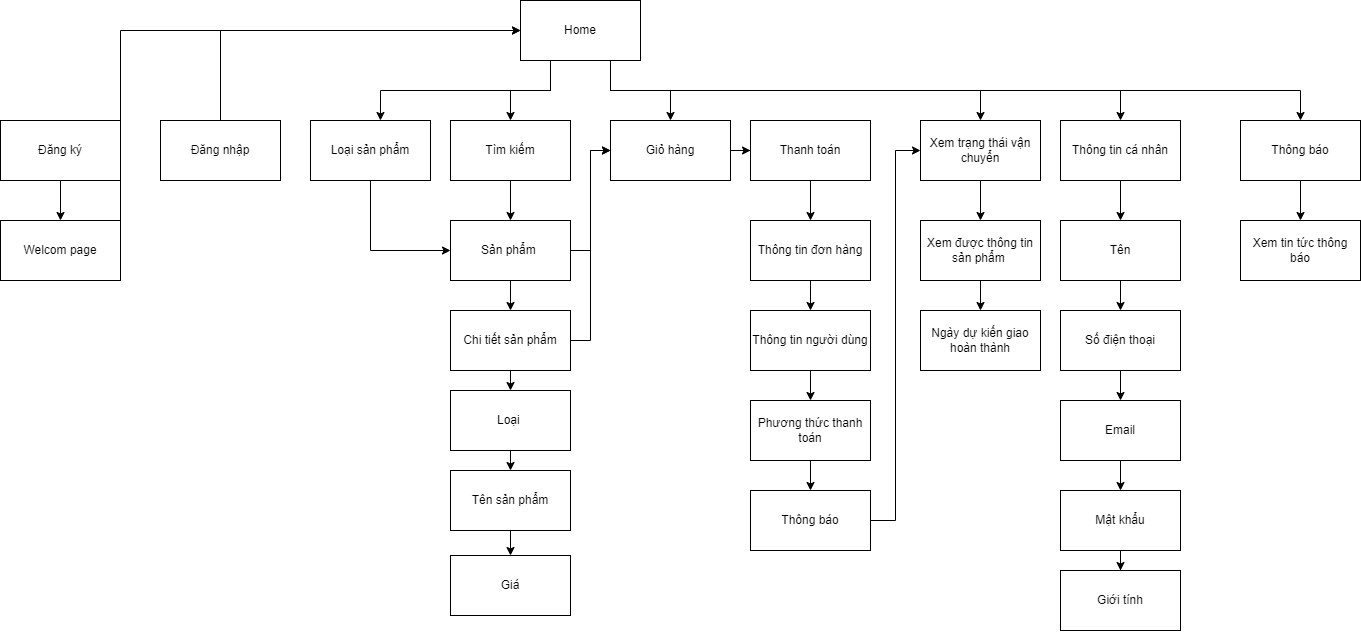 Home
Đăng ký
Đăng nhập
Loại sản phẩm
Tìm kiếm
Giỏ hàng
Thanh toán
Xem trạng thái vận
chuyển
Thông tin cá nhân
Thông báo
Welcom page
Sản phẩm
Thông tin đơn hàng
Xem được thông tin
sản phẩm
Tên
Xem tin tức thông
báo
Chi tiết sản phẩm
Thông tin người dùng
Ngày dự kiến giao
hoàn thành
Số điện thoại
Loại
Phương thức thanh
toán
Email
Tên sản phẩm
Thông báo
Mật khẩu
Giá
Giới tính